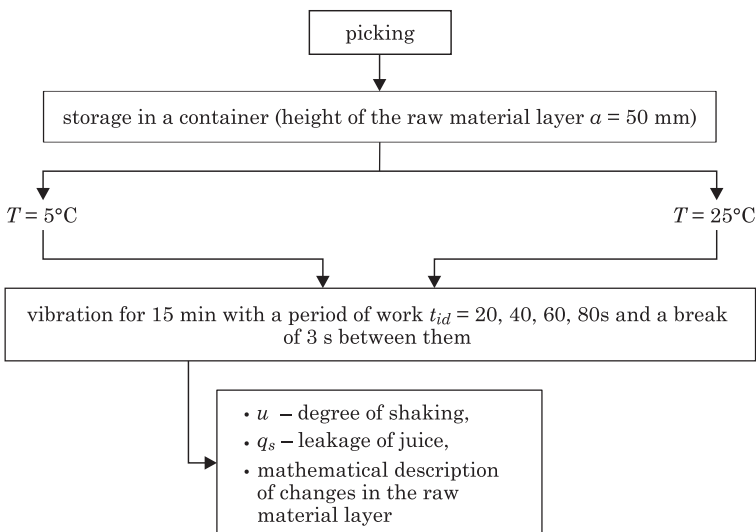 picking
storage in a container (height of the raw material layer a = 50 mm)
T = 5°C
T = 25°C
vibration for 15 min with a period of work t_id = 20, 40, 60, 80s and a break
of 3 s between them
• u – degree of shaking,
• q_s – leakage of juice,
• mathematical description
of changes in the raw
material layer